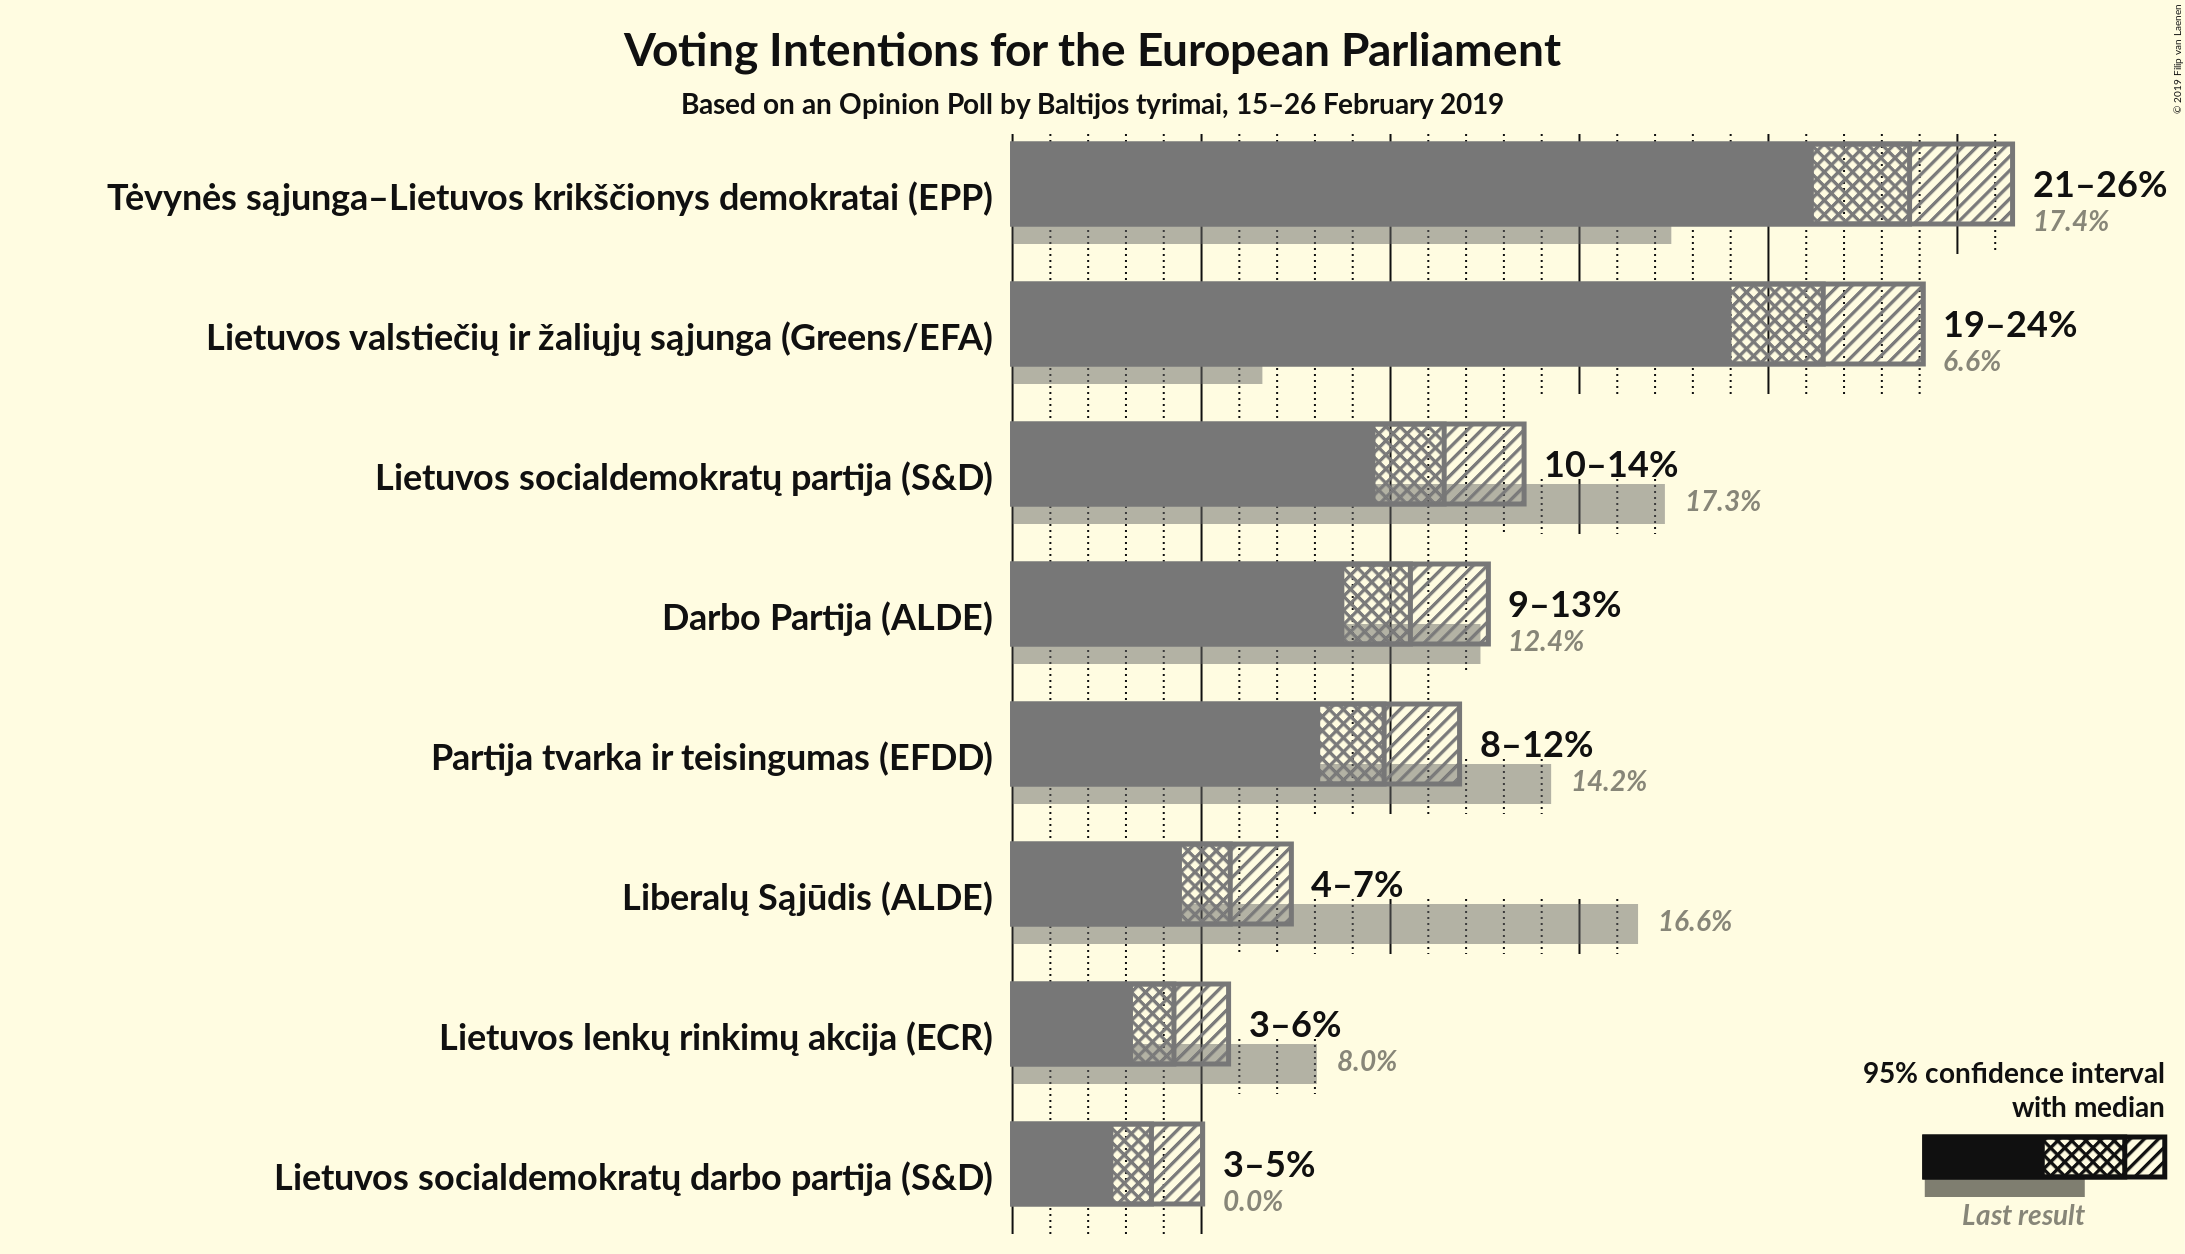 Voting Intentions for the European Parliament
Based on an Opinion Poll by Baltijos tyrimai, 15–26 February 2019
© 2019 Filip van Laenen
Tėvynės sąjunga–Lietuvos krikščionys demokratai (EPP)
21–26%
17.4%
Lietuvos valstiečių ir žaliųjų sąjunga (Greens/EFA)
19–24%
6.6%
Lietuvos socialdemokratų partija (S&D)
10–14%
17.3%
Darbo Partija (ALDE)
9–13%
12.4%
Partija tvarka ir teisingumas (EFDD)
8–12%
14.2%
Liberalų Sąjūdis (ALDE)
4–7%
16.6%
Lietuvos lenkų rinkimų akcija (ECR)
3–6%
8.0%
Lietuvos socialdemokratų darbo partija (S&D)
3–5%
0.0%
95% confidence interval
with median
Last result